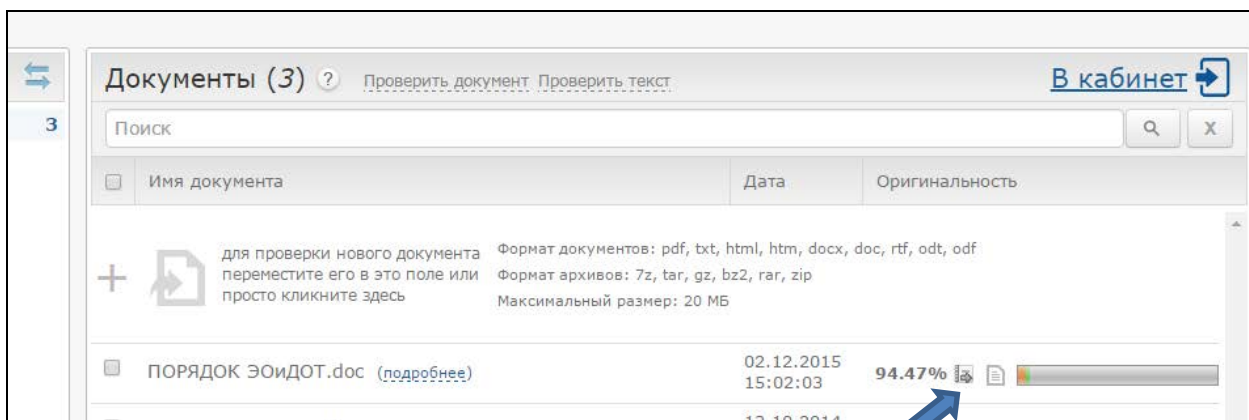 Документы (3) ? Проверить документ Проверить текст В кабинет
3
Поиск X
Имя документа Дата Оригинальность
для проверки нового документа
переместите его в это поле или
просто кликните здесь
Формат документов: pdf, txt, html, htm, docx, doc, rtf, odt, odf
Формат архивов: 7z, tar, gz, bz2, rar, zip
Максимальный размер: 20 МБ
ПОРЯДОК ЭОиДОТ.doc (подробнее) 02.12.2015
15:02:03
94.47%